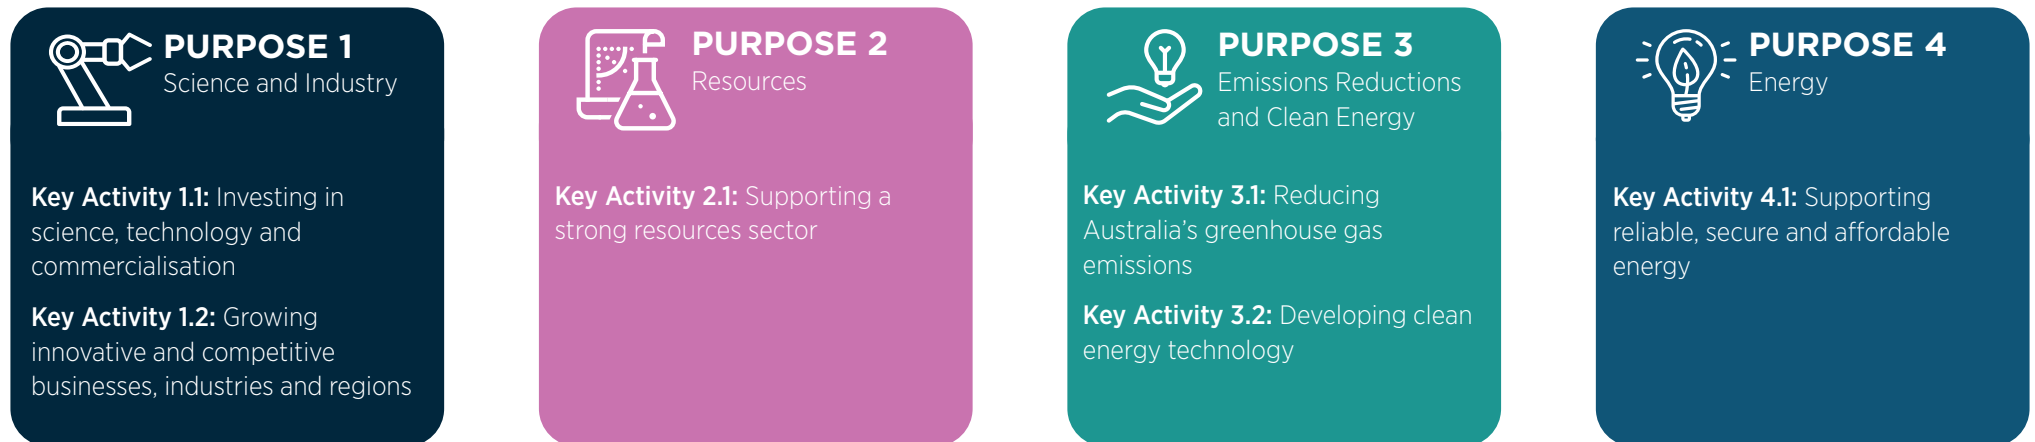 PURPOSE 1
Science and Industry
Key Activity 1.1: Investing in
science, technology and
commercialisation
Key Activity 1.2: Growing
innovative and competitive
businesses, industries and regions
PURPOSE 2
Resources
Key Activity 2.1: Supporting a
strong resources sector
PURPOSE 3
Emissions Reductions
and Clean Energy
Key Activity 3.1: Reducing
Australia’s greenhouse gas
emissions
Key Activity 3.2: Developing clean
energy technology
PURPOSE 4
Energy
Key Activity 4.1: Supporting
reliable, secure and affordable
energy